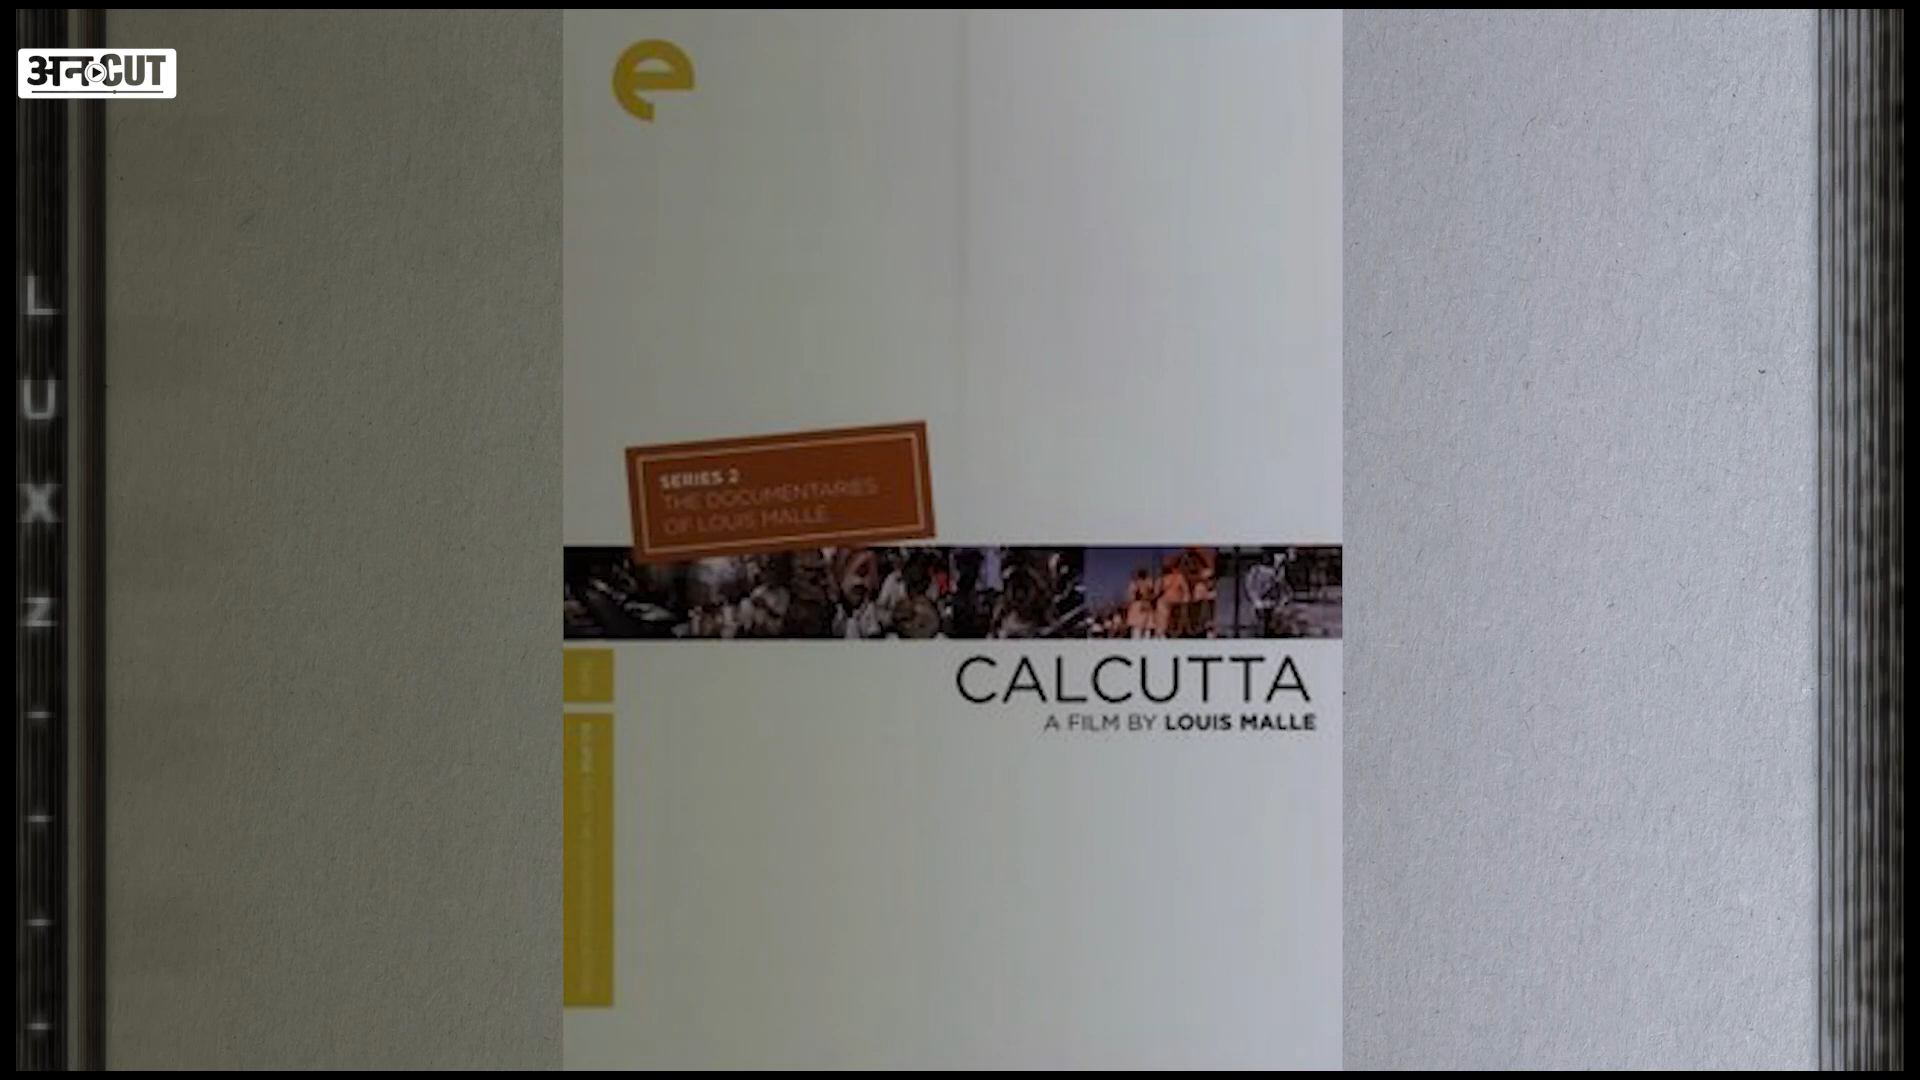 अनCUT
e
SERIES 2
THE DOCUMENTARIES
OF LOUIS MALLE
CALCUTTA
A FILM BY LOUIS MALLE
L
U
X
Z